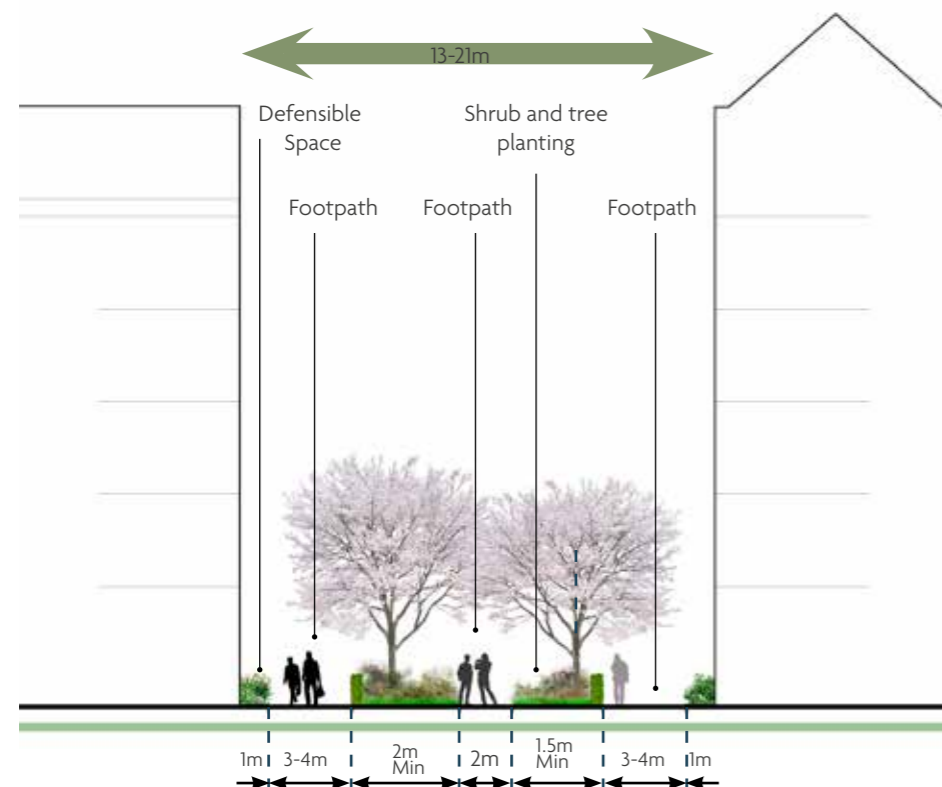 13-21m
Defensible
Space
Shrub and tree
planting
Footpath
Footpath
Footpath
1m
3-4m
2m
Min
2m
1.5m
Min
3-4m
1m